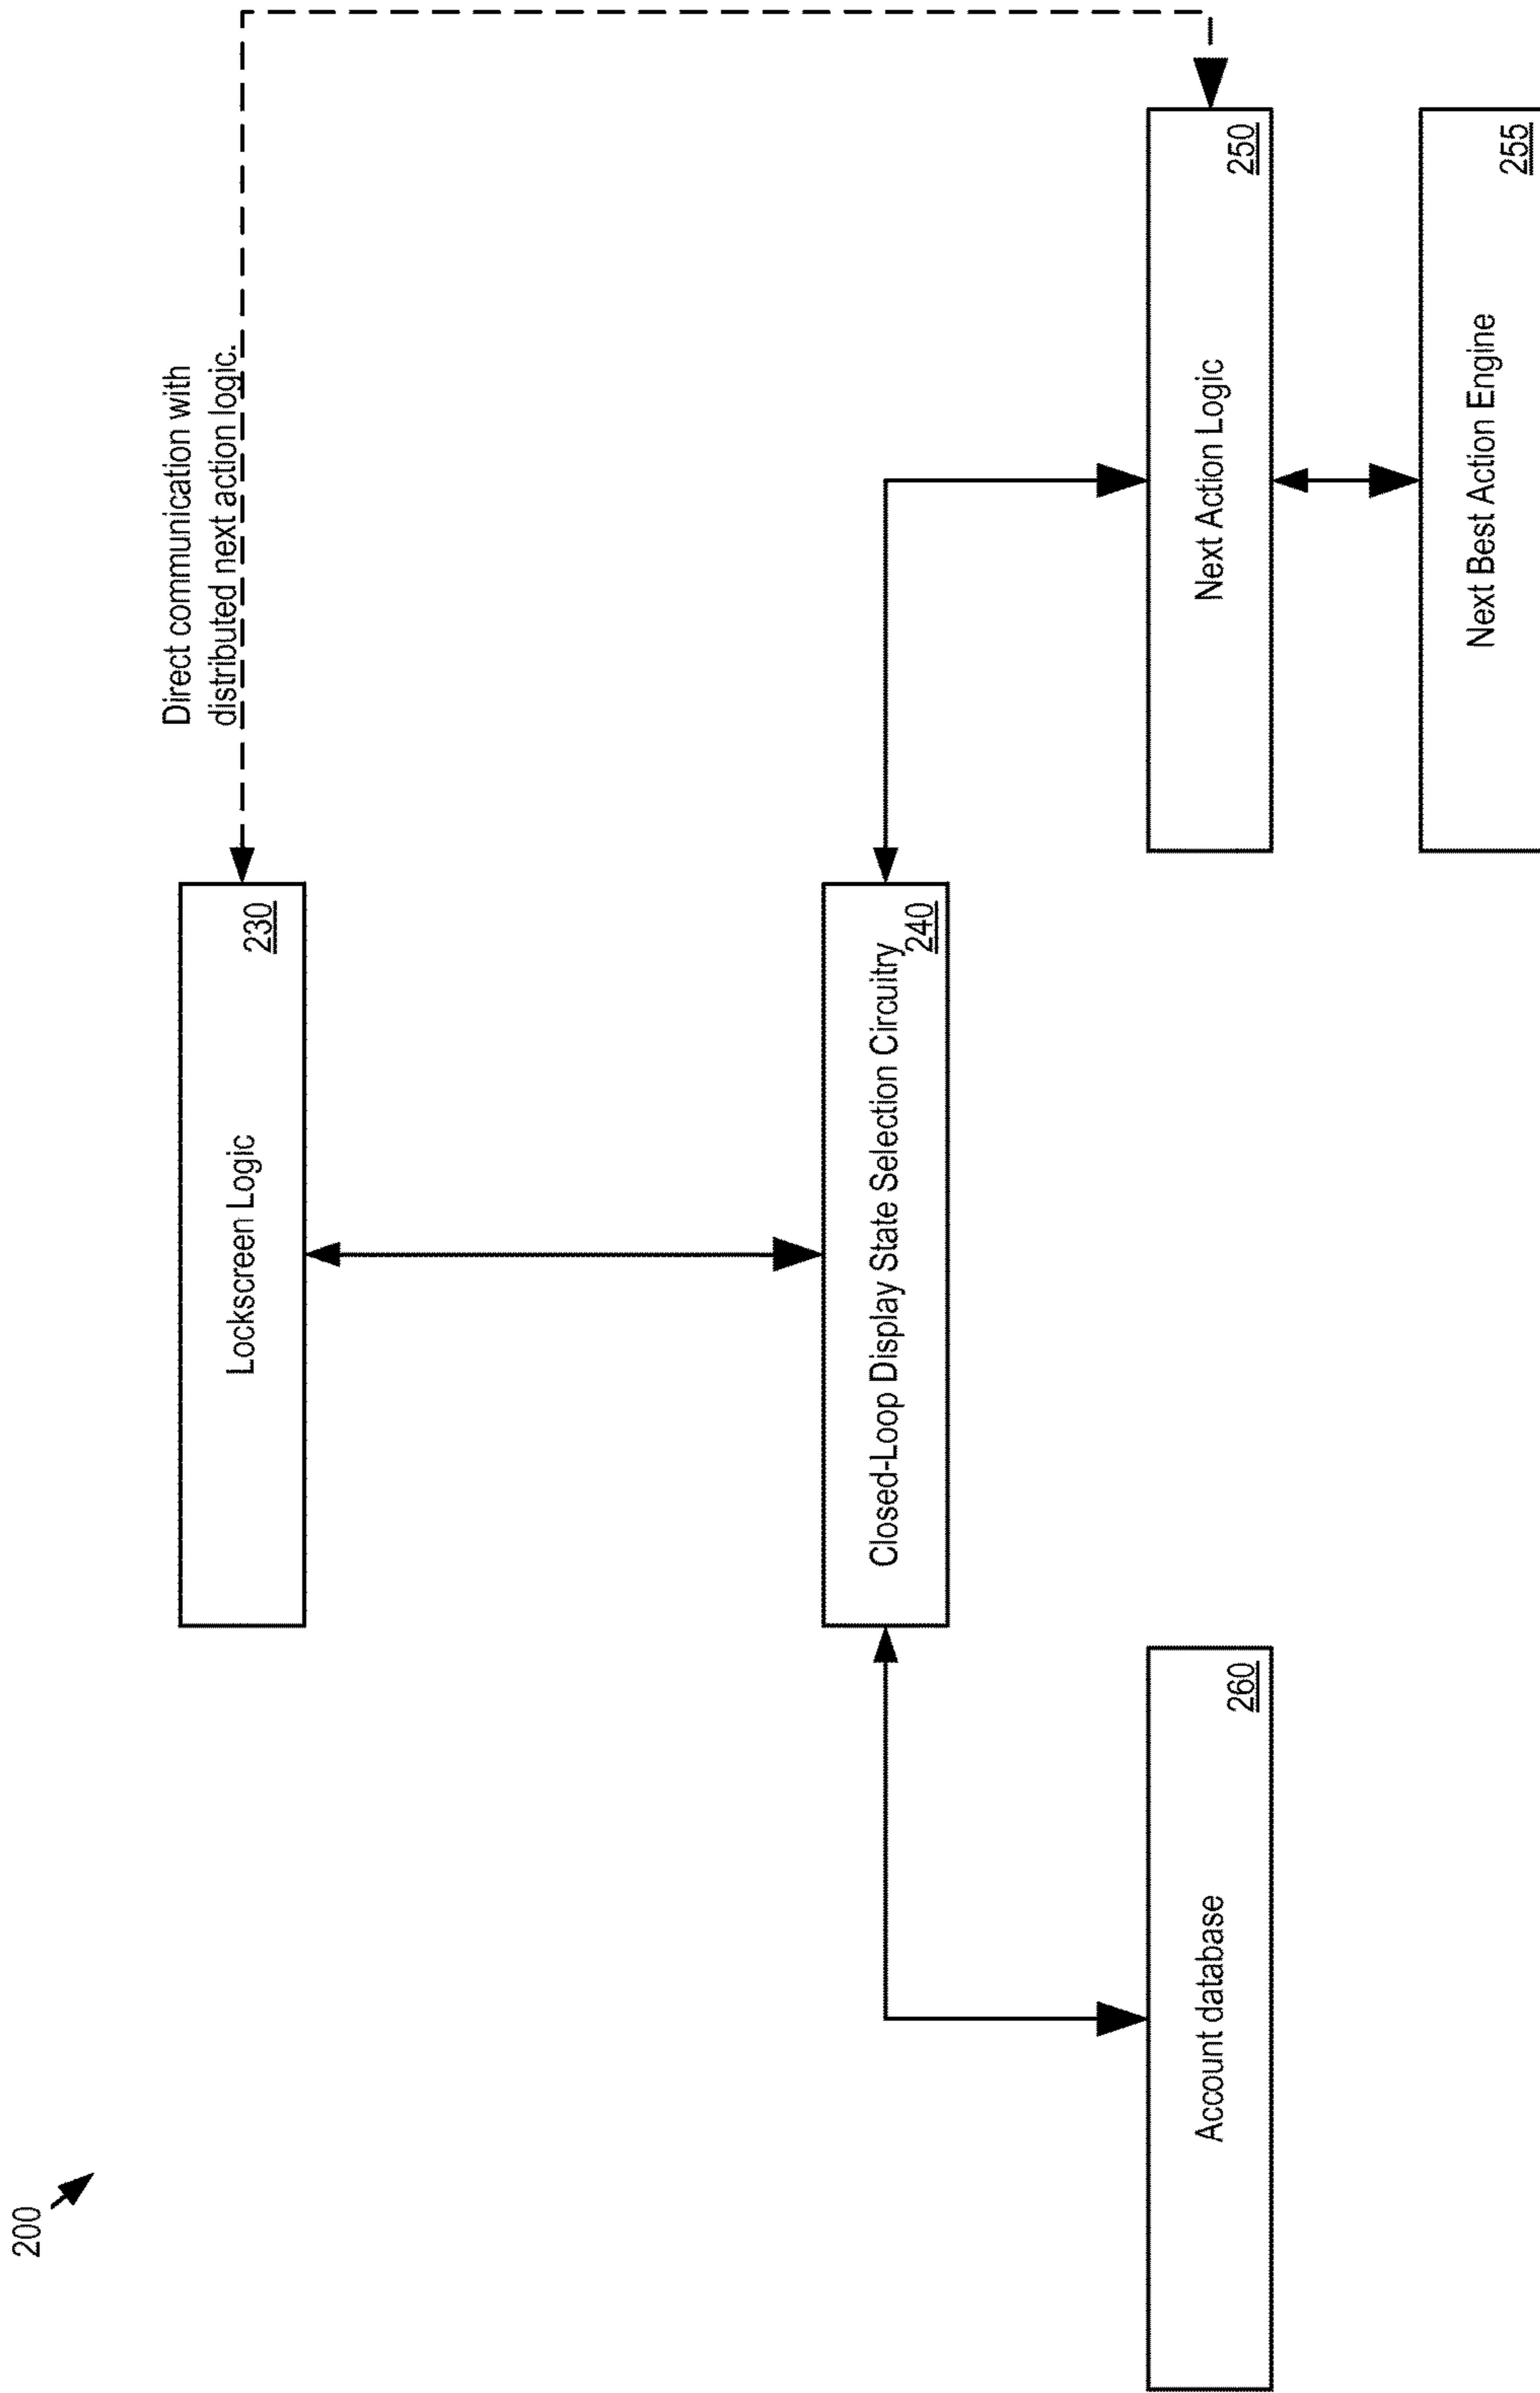 200
Direct communication with
distributed next action logic.
Lockscreen Logic
230
Closed-Loop Display State Selection Circuitry
240
Account database
260
Next Action Logic
250
Next Best Action Engine
255